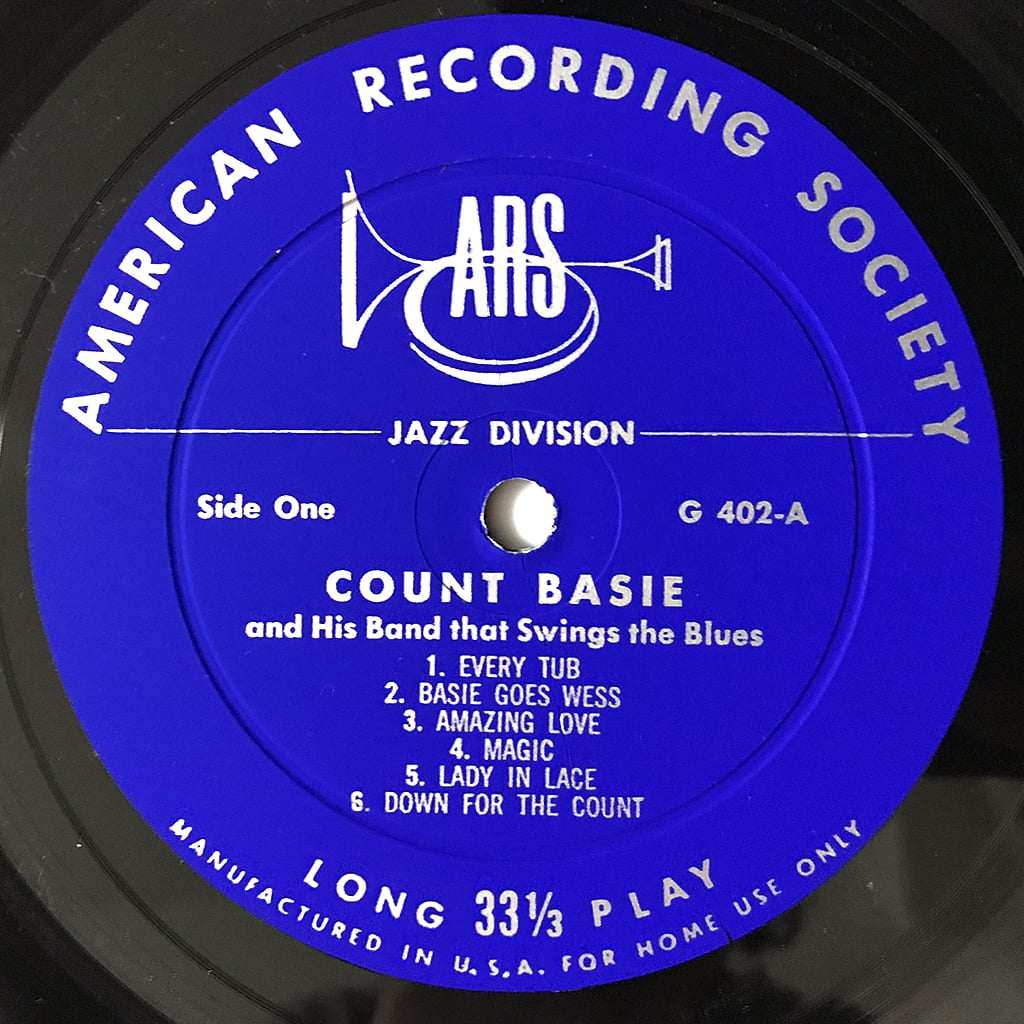 AMERICAN RECORDING SOCIETY
ARS
JAZZ DIVISION
Side One
G 402-A
COUNT BASIE
and His Band that Swings the Blues
1. EVERY TUB
2. BASIE GOES WESS
3. AMAZING LOVE
4. MAGIC
5. LADY IN LACE
6. DOWN FOR THE COUNT
LONG 33⅓ PLAY
MANUFACTURED IN U.S.A. FOR HOME USE ONLY